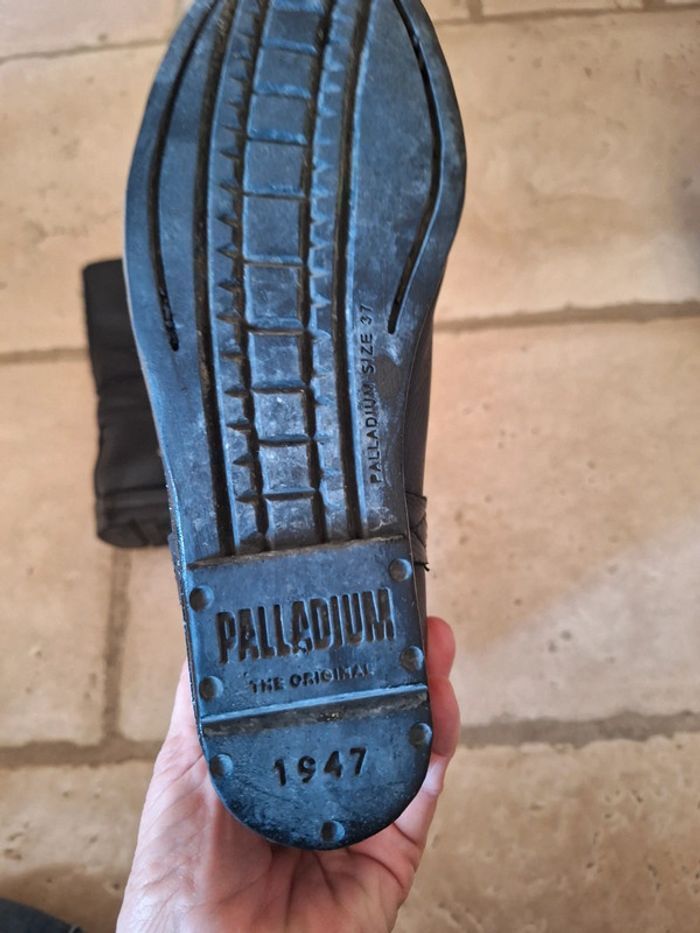 PALLADIUM SIZE 37
PALLADIUM
THE ORIGINAL
1947